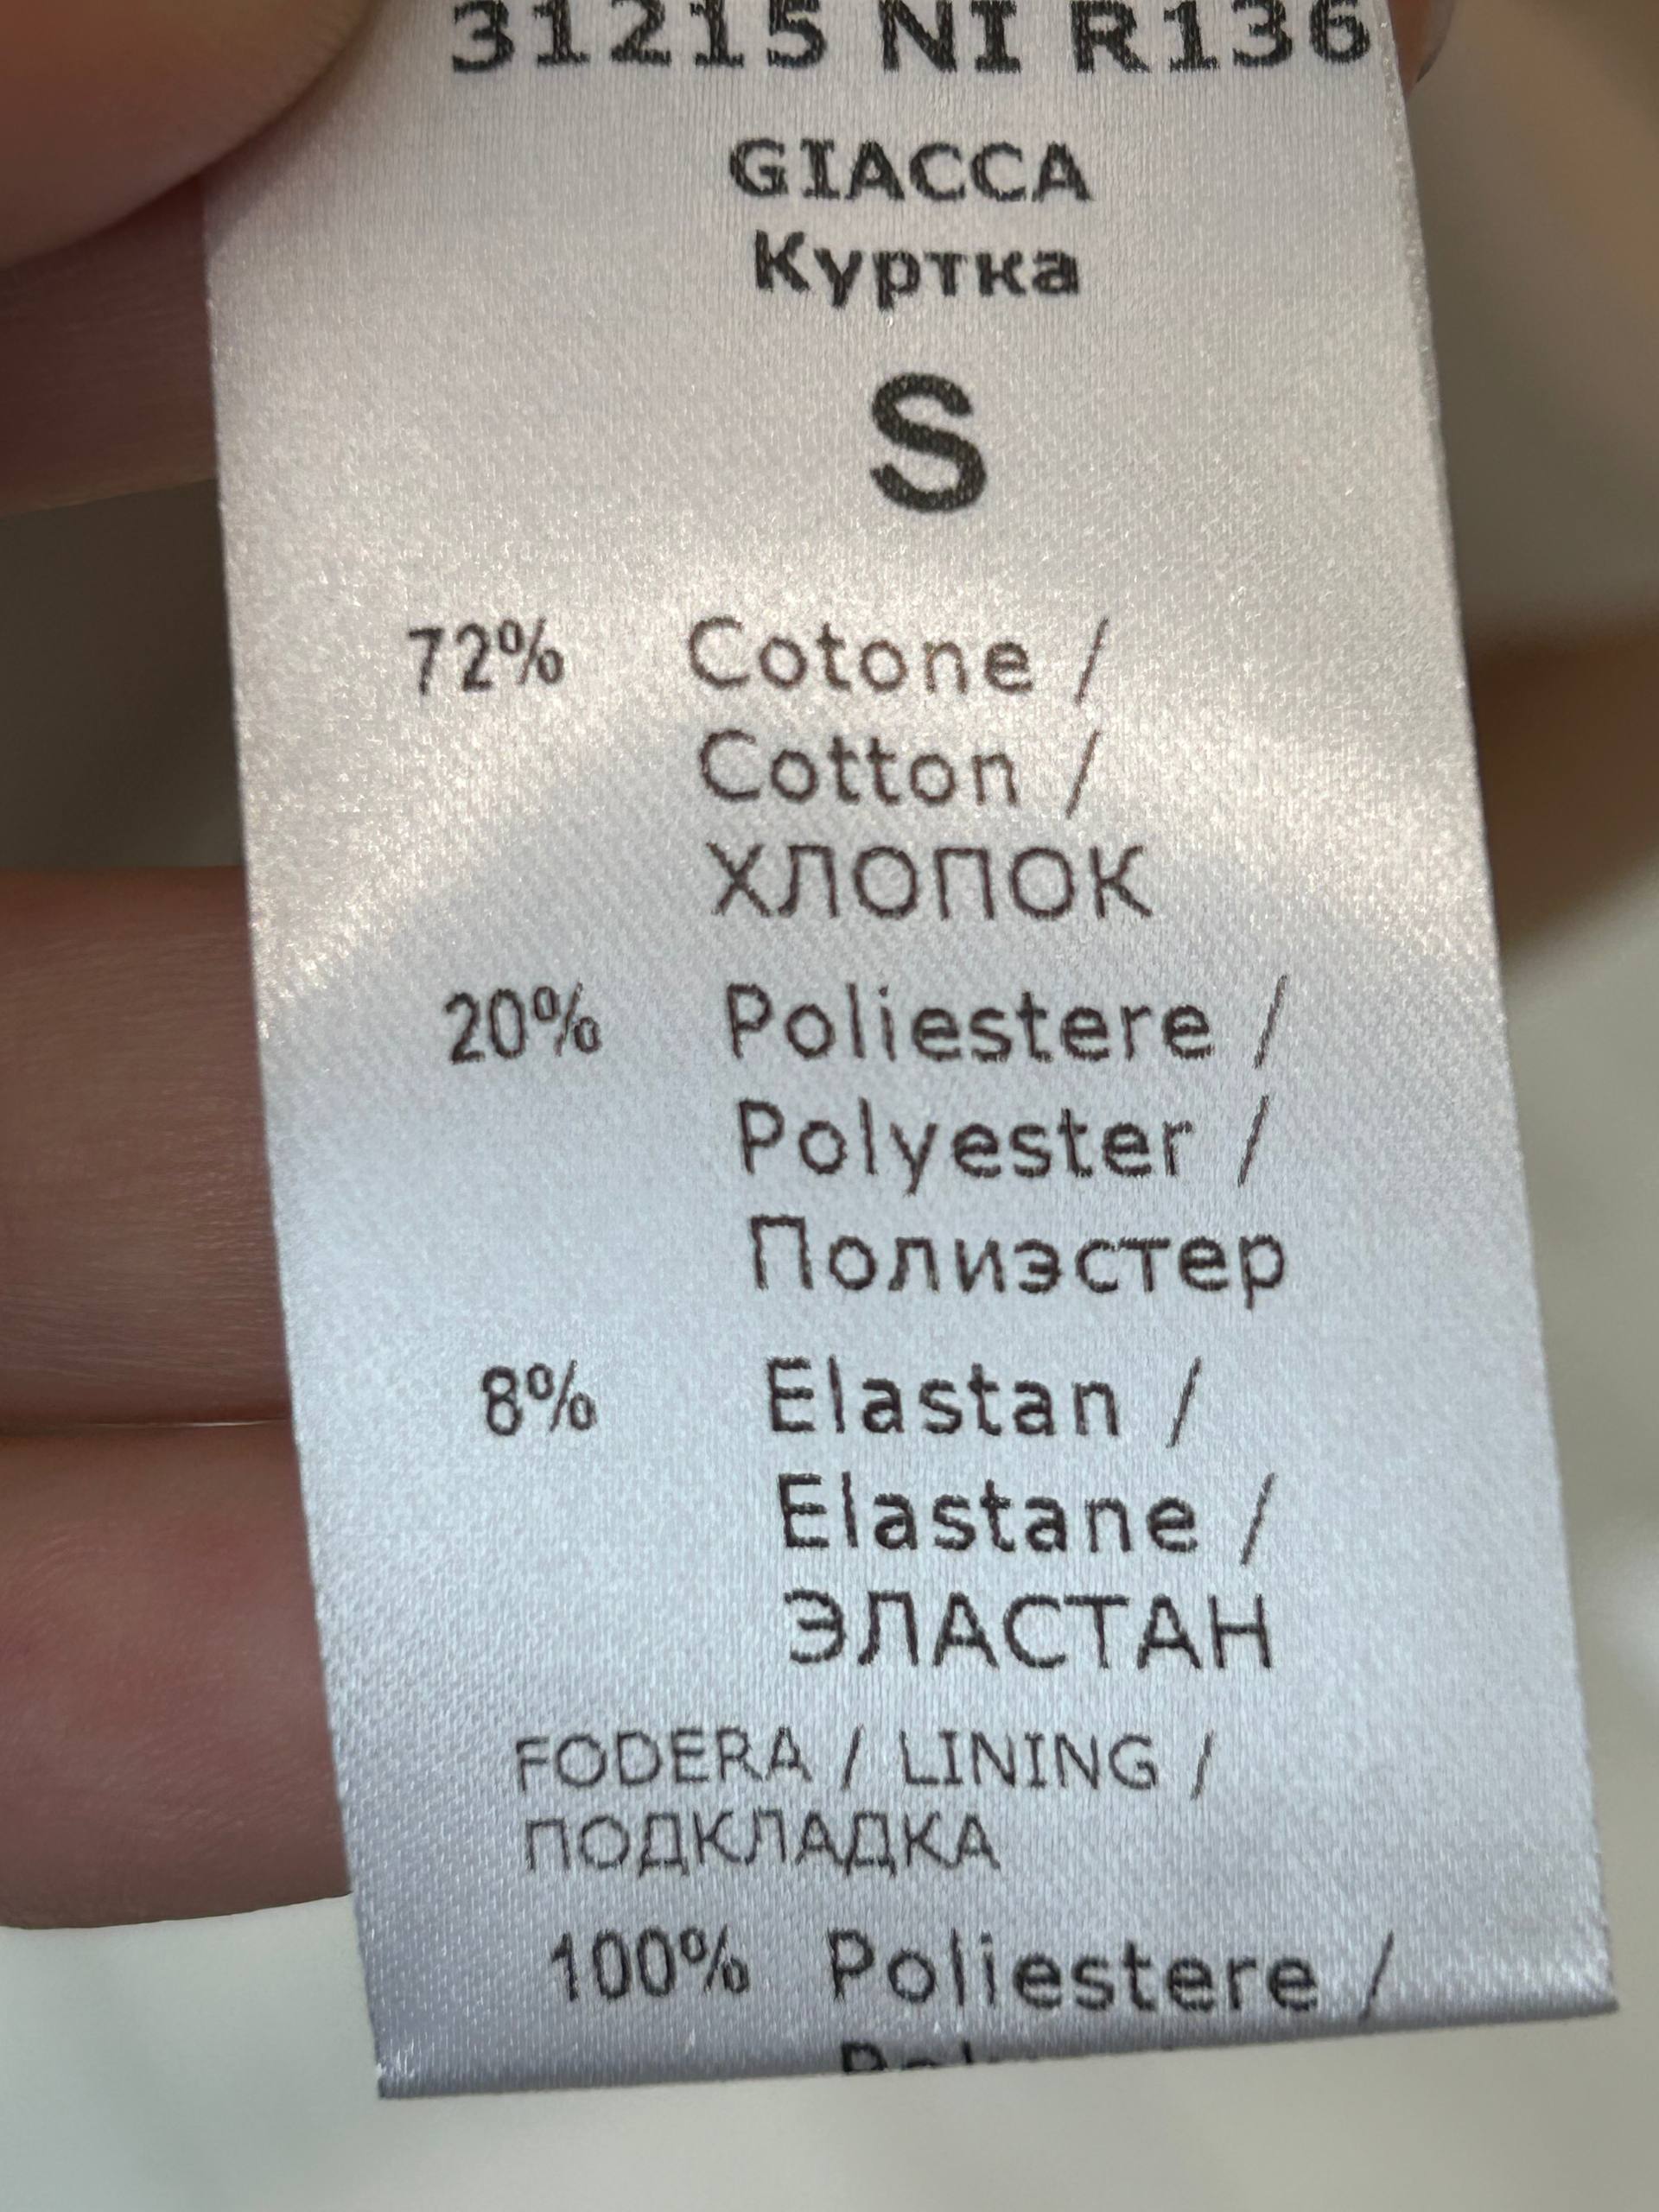 31215 NI R136
GIACCA
Куртка
S
72% Cotone /
Cotton /
ХЛОПОК
20% Poliestere /
Polyester /
Полиэстер
8% Elastan /
Elastane /
ЭЛАСТАН
FODERA / LINING /
ПОДКЛАДКА
100% Poliestere /